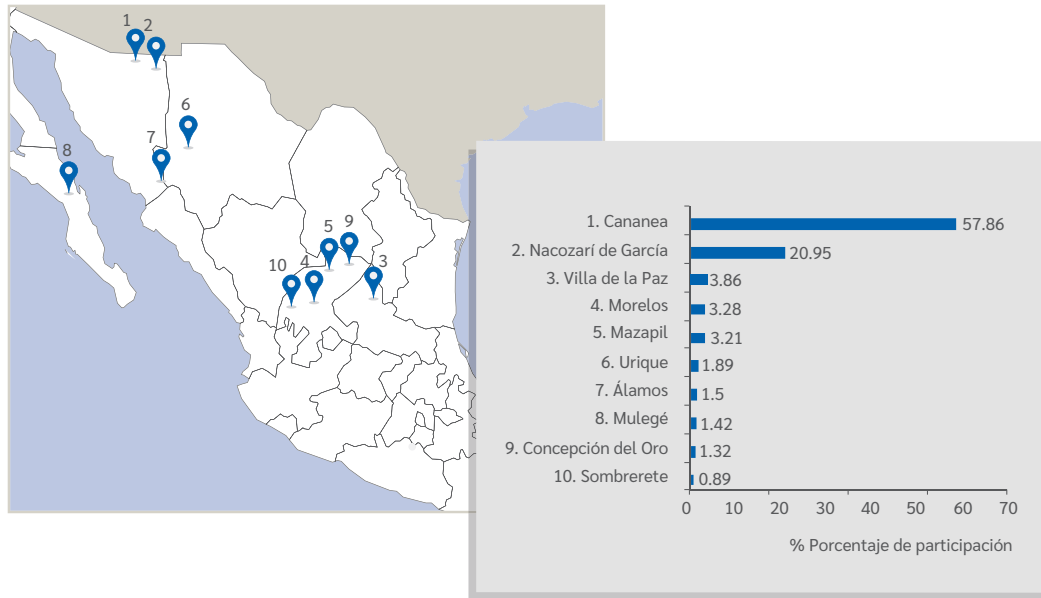 1 2
6
7
8
5 9
10 4 3
1. Cananea 57.86
2. Nacozarí de García 20.95
3. Villa de la Paz 3.86
4. Morelos 3.28
5. Mazapil 3.21
6. Urique 1.89
7. Álamos 1.5
8. Mulegé 1.42
9. Concepción del Oro 1.32
10. Sombrerete 0.89
0 10 20 30 40 50 60 70
% Porcentaje de participación